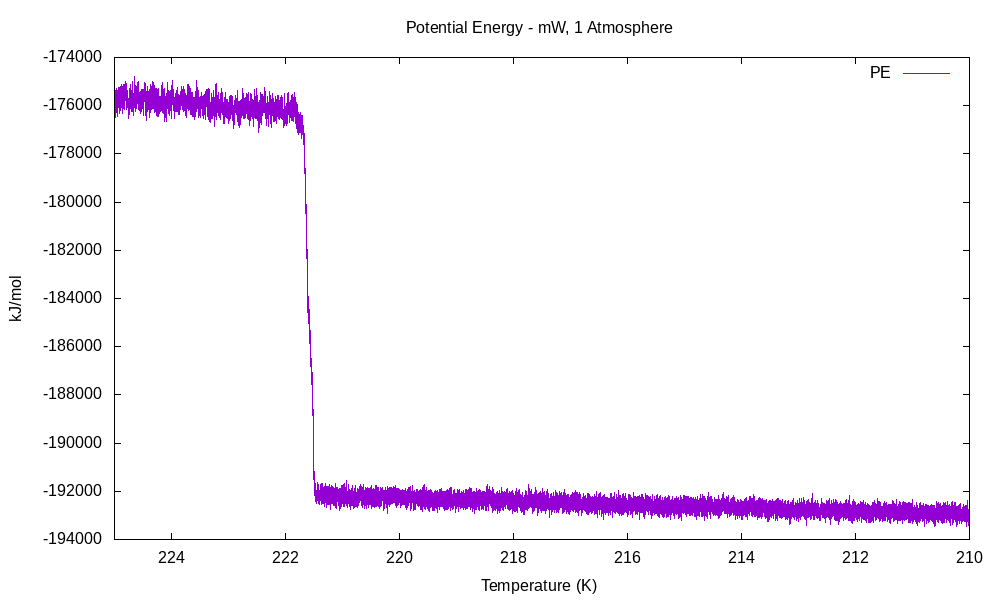 Potential Energy - mW, 1 Atmosphere
PE
-174000
-176000
-178000
-180000
-182000
-184000
-186000
-188000
-190000
-192000
-194000
kJ/mol
224 222 220 218 216 214 212 210
Temperature (K)